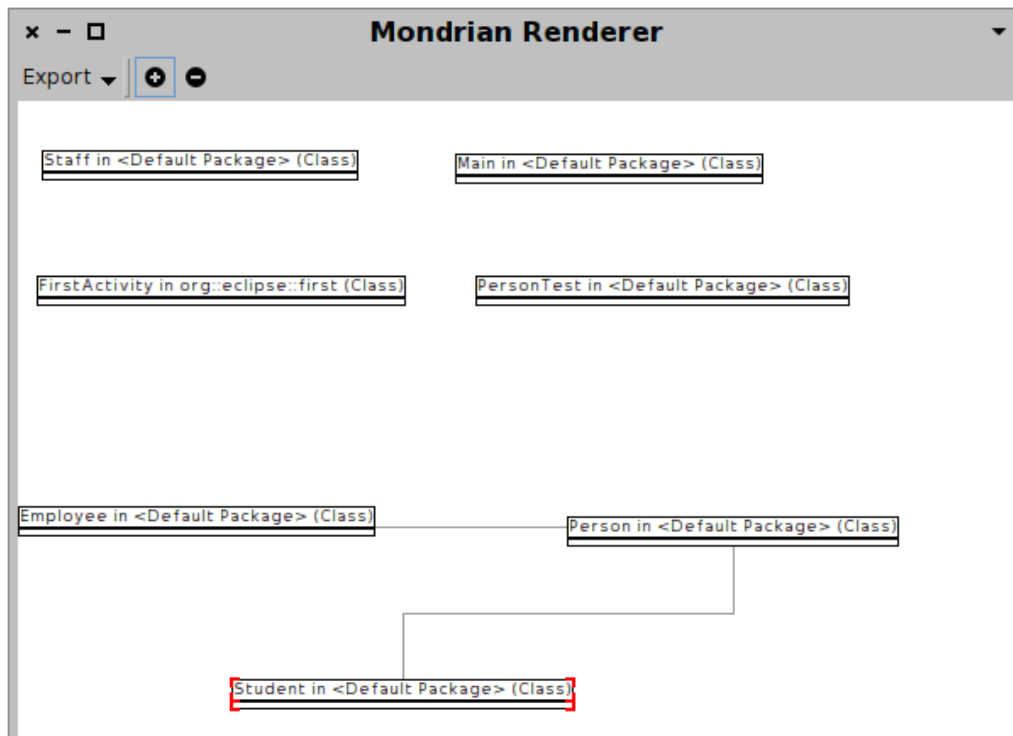 Mondrian Renderer
Export
Staff in <Default Package> (Class)
Main in <Default Package> (Class)
FirstActivity in org::eclipse::first (Class)
PersonTest in <Default Package> (Class)
Employee in <Default Package> (Class)
Person in <Default Package> (Class)
Student in <Default Package> (Class)